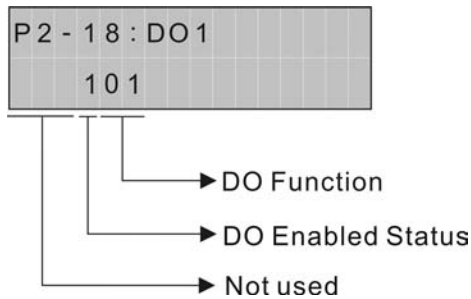 P2-18:DO1
101
DO Function
DO Enabled Status
Not used